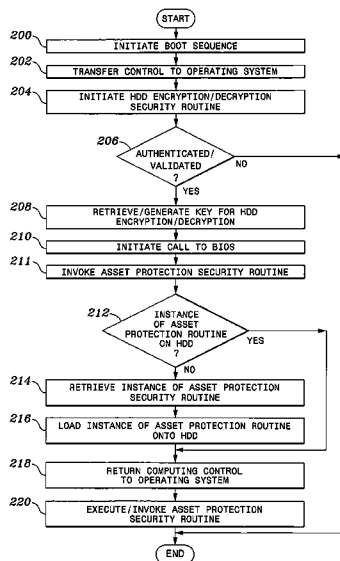 START
200
INITIATE BOOT SEQUENCE
202
TRANSFER CONTROL TO OPERATING SYSTEM
204
INITIATE HDD ENCRYPTION/DECRYPTION
SECURITY ROUTINE
206
AUTHENTICATED/
VALIDATED
?
NO
YES
208
RETRIEVE/GENERATE KEY FOR HDD
ENCRYPTION/DECRYPTION
210
INITIATE CALL TO BIOS
211
INVOKE ASSET PROTECTION SECURITY ROUTINE
212
INSTANCE
OF ASSET
PROTECTION ROUTINE
ON HDD
?
YES
NO
214
RETRIEVE INSTANCE OF ASSET PROTECTION
SECURITY ROUTINE
216
LOAD INSTANCE OF ASSET PROTECTION ROUTINE
ONTO HDD
218
RETURN COMPUTING CONTROL
TO OPERATING SYSTEM
220
EXECUTE/INVOKE ASSET PROTECTION
SECURITY ROUTINE
END